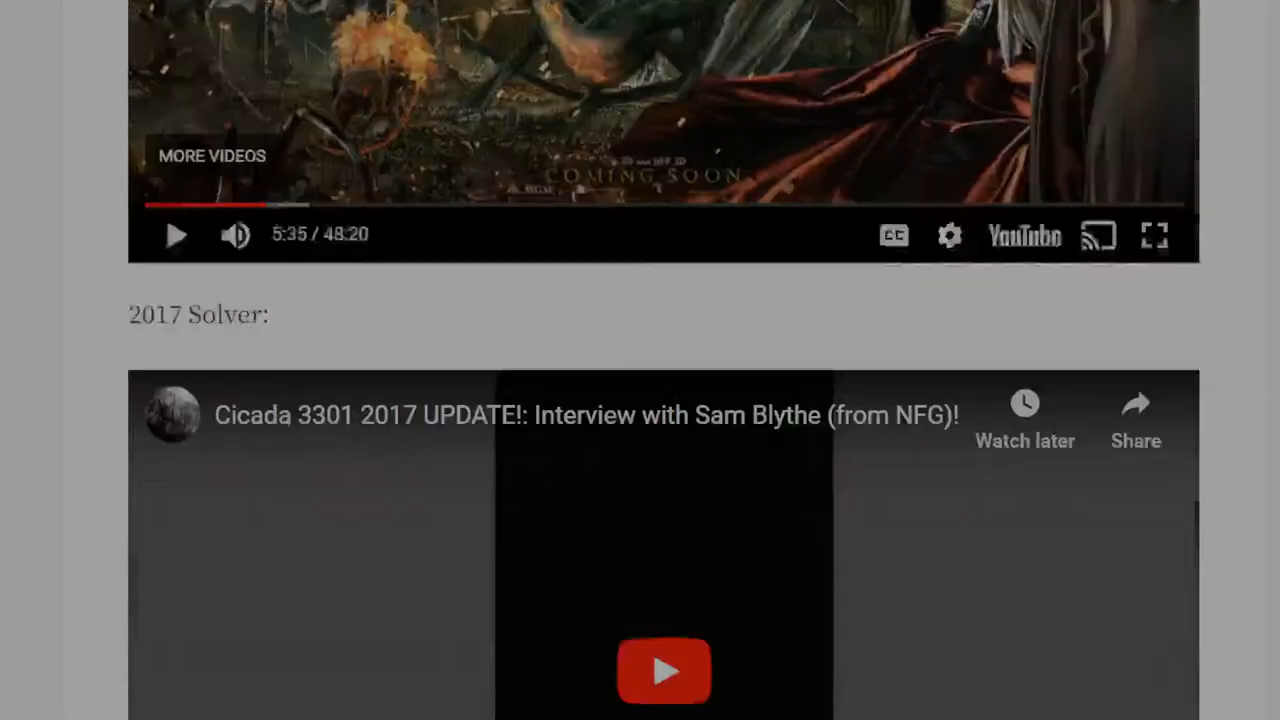 MORE VIDEOS
COMING SOON
5:35 / 48:20
CC
YouTube
2017 Solver:
Cicada 3301 2017 UPDATE!: Interview with Sam Blythe (from NFG)!
Watch later
Share